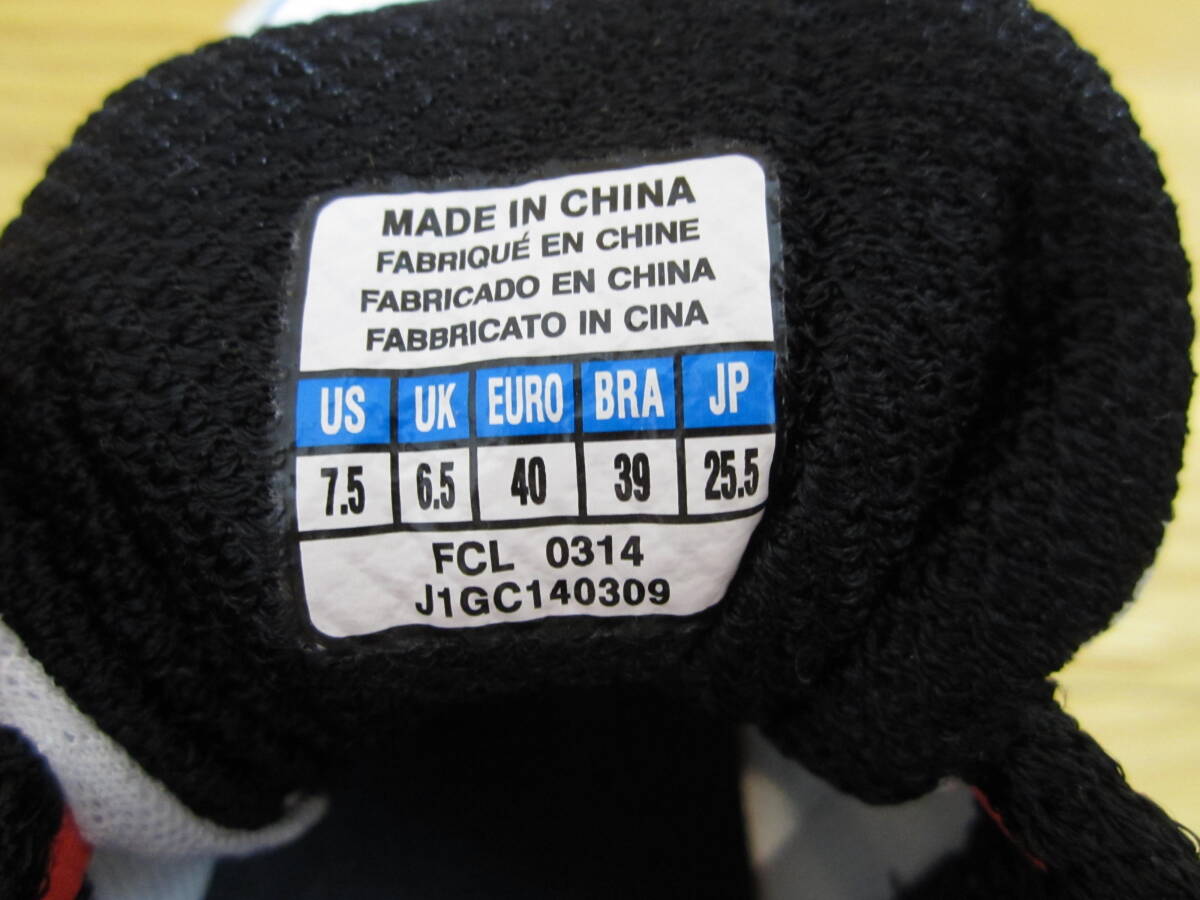 MADE IN CHINA
FABRIQUÉ EN CHINE
FABRICADO EN CHINA
FABBRICATO IN CINA
US UK EURO BRA JP
7.5 6.5 40 39 25.5
FCL 0314
J1GC140309